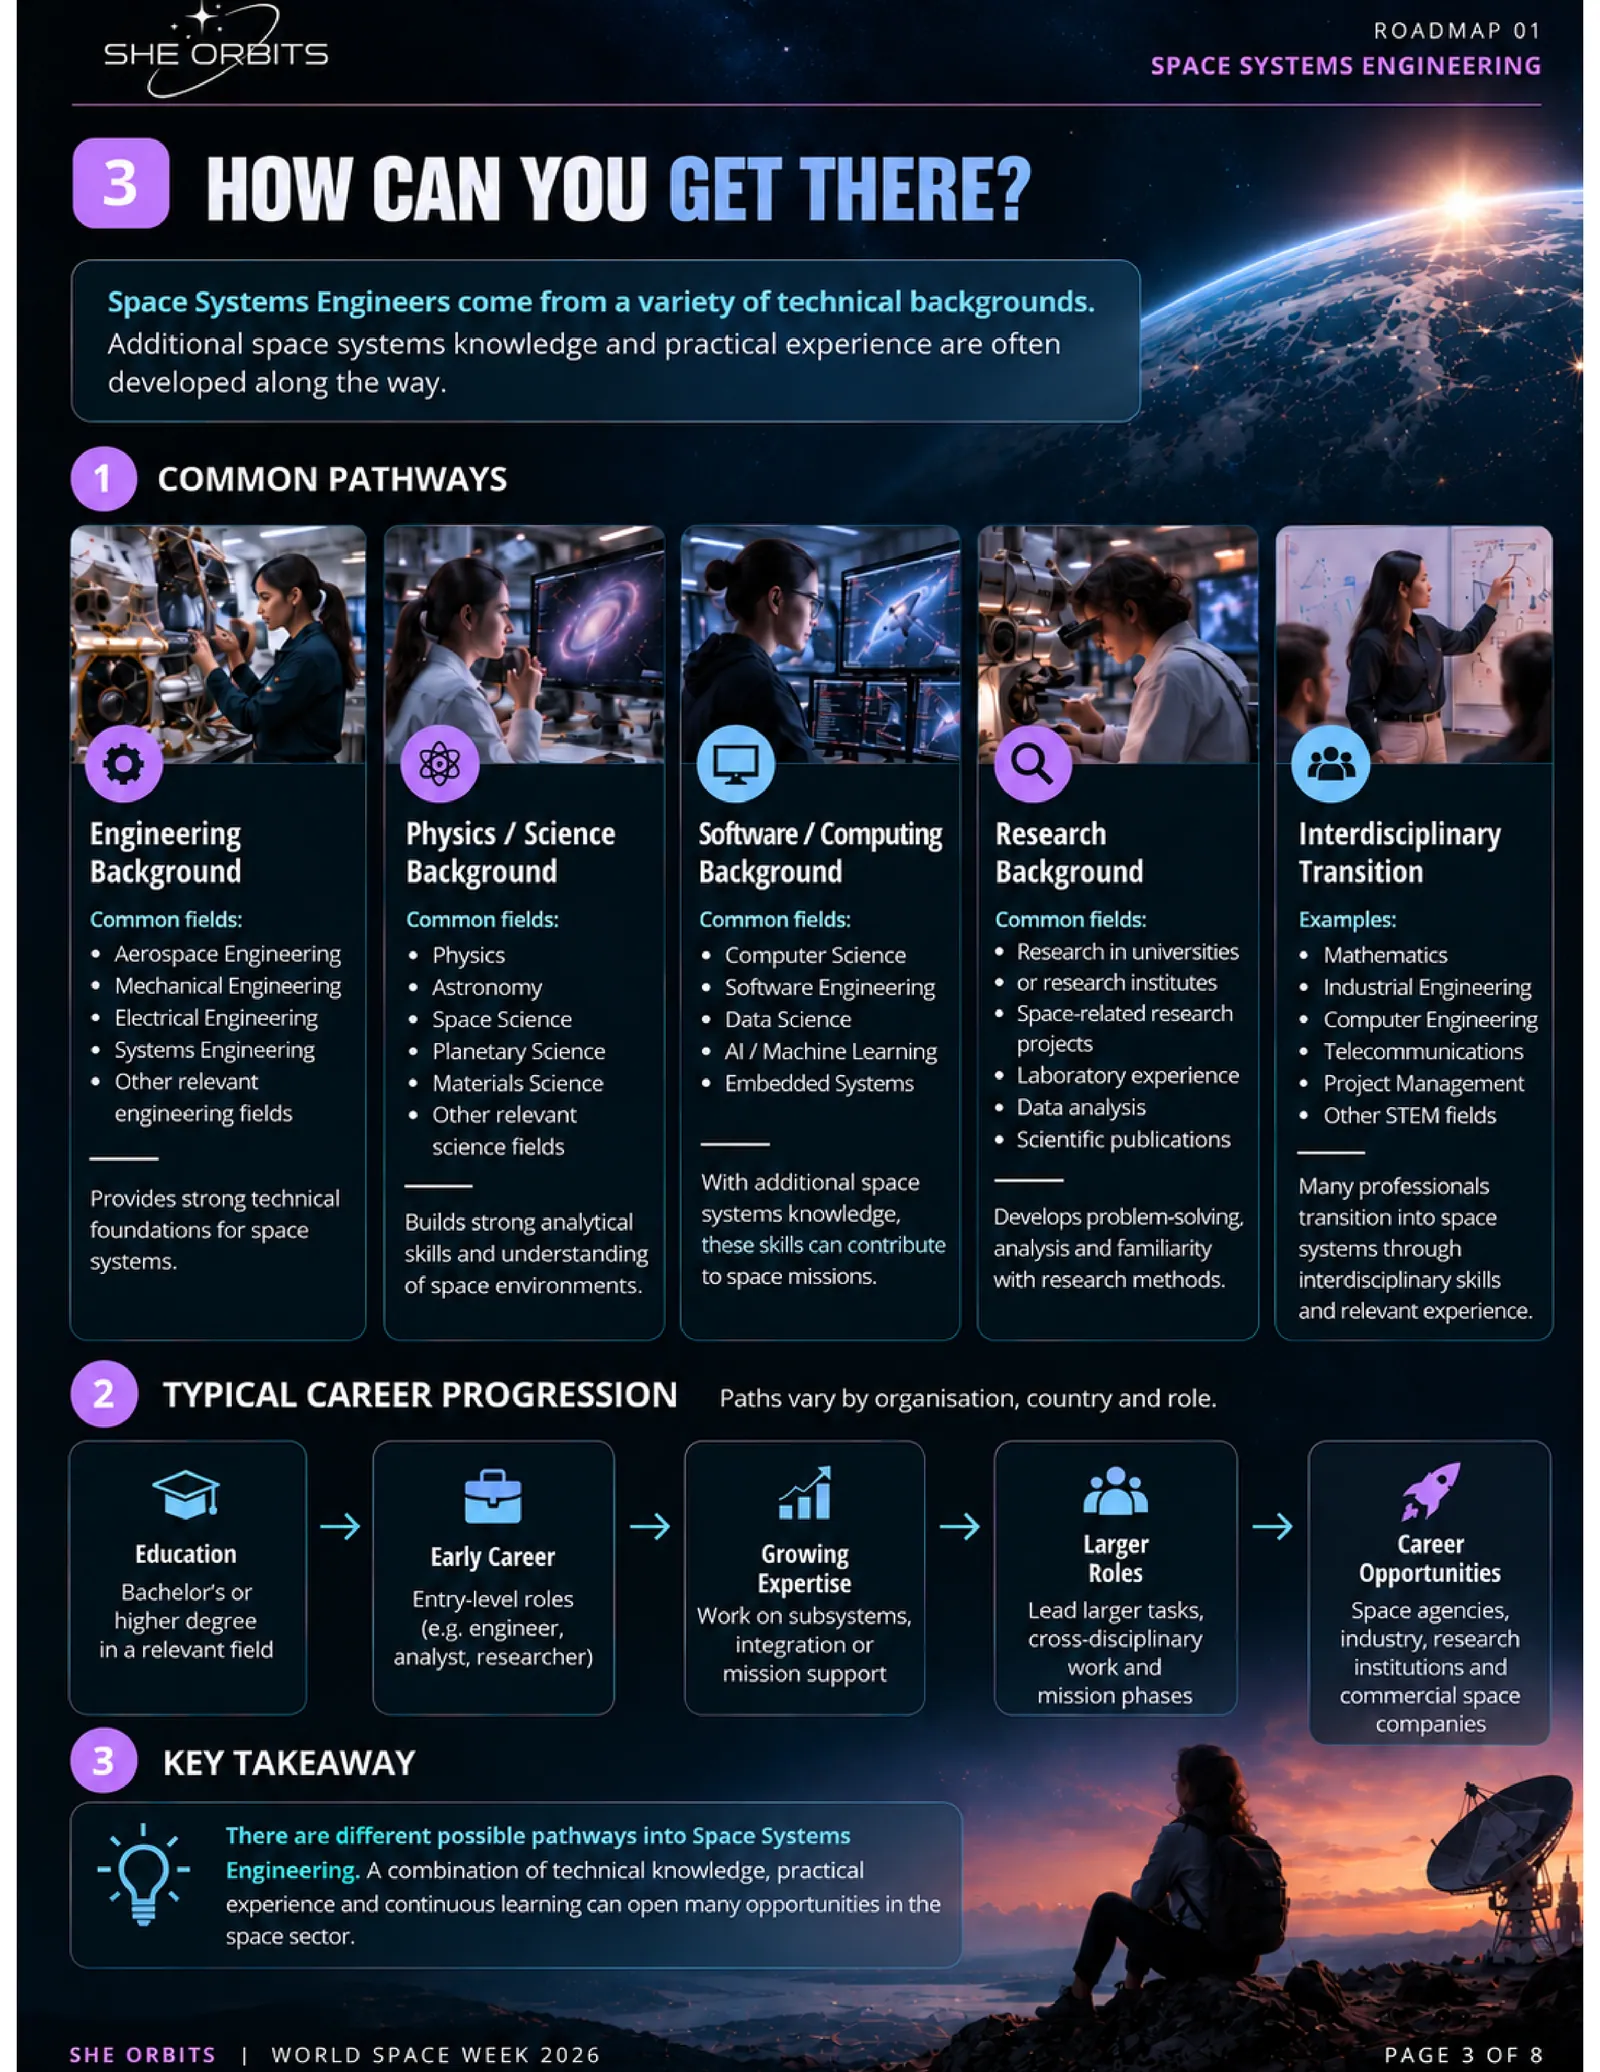 SHE ORBITS
ROADMAP 01
SPACE SYSTEMS ENGINEERING
3 HOW CAN YOU GET THERE?
Space Systems Engineers come from a variety of technical backgrounds.
Additional space systems knowledge and practical experience are often
developed along the way.
1 COMMON PATHWAYS
Engineering
Background
Common fields:
• Aerospace Engineering
• Mechanical Engineering
• Electrical Engineering
• Systems Engineering
• Other relevant
engineering fields
Provides strong technical
foundations for space
systems.
Physics / Science
Background
Common fields:
• Physics
• Astronomy
• Space Science
• Planetary Science
• Materials Science
• Other relevant
science fields
Builds strong analytical
skills and understanding
of space environments.
Software / Computing
Background
Common fields:
• Computer Science
• Software Engineering
• Data Science
• AI / Machine Learning
• Embedded Systems
With additional space
systems knowledge,
these skills can contribute
to space missions.
Research
Background
Common fields:
• Research in universities
• or research institutes
• Space-related research
projects
• Laboratory experience
• Data analysis
• Scientific publications
Develops problem-solving,
analysis and familiarity
with research methods.
Interdisciplinary
Transition
Examples:
• Mathematics
• Industrial Engineering
• Computer Engineering
• Telecommunications
• Project Management
• Other STEM fields
Many professionals
transition into space
systems through
interdisciplinary skills
and relevant experience.
2 TYPICAL CAREER PROGRESSION
Paths vary by organisation, country and role.
Education
Bachelor's or
higher degree
in a relevant field
Early Career
Entry-level roles
(e.g. engineer,
analyst, researcher)
Growing
Expertise
Work on subsystems,
integration or
mission support
Larger
Roles
Lead larger tasks,
cross-disciplinary
work and
mission phases
Career
Opportunities
Space agencies,
industry, research
institutions and
commercial space
companies
3 KEY TAKEAWAY
There are different possible pathways into Space Systems
Engineering. A combination of technical knowledge, practical
experience and continuous learning can open many opportunities in the
space sector.
SHE ORBITS | WORLD SPACE WEEK 2026
PAGE 3 OF 8